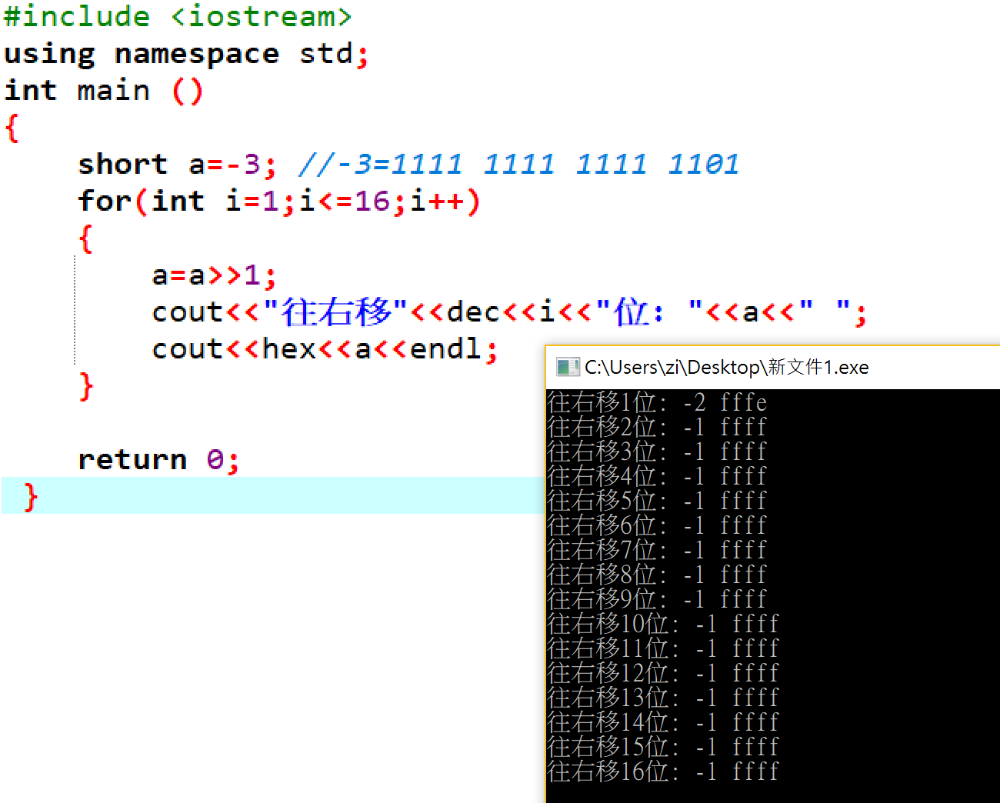 #include <iostream>
using namespace std;
int main ()
{
short a=-3; //-3=1111 1111 1111 1101
for(int i=1;i<=16;i++)
{
a=a>>1;
cout<<"往右移"<<dec<<i<<"位："<<a<<" ";
cout<<hex<<a<<endl;
}
return 0;
}
C:\Users\zi\Desktop\新文件1.exe
往右移1位：-2 fffe
往右移2位：-1 ffff
往右移3位：-1 ffff
往右移4位：-1 ffff
往右移5位：-1 ffff
往右移6位：-1 ffff
往右移7位：-1 ffff
往右移8位：-1 ffff
往右移9位：-1 ffff
往右移10位：-1 ffff
往右移11位：-1 ffff
往右移12位：-1 ffff
往右移13位：-1 ffff
往右移14位：-1 ffff
往右移15位：-1 ffff
往右移16位：-1 ffff